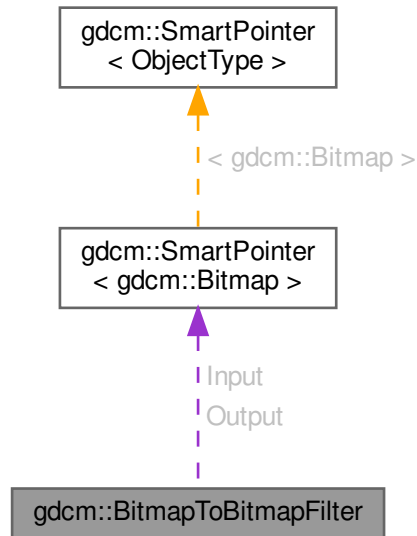 gdcm::SmartPointer
< ObjectType >
< gdcm::Bitmap >
gdcm::SmartPointer
< gdcm::Bitmap >
Input
Output
gdcm::BitmapToBitmapFilter